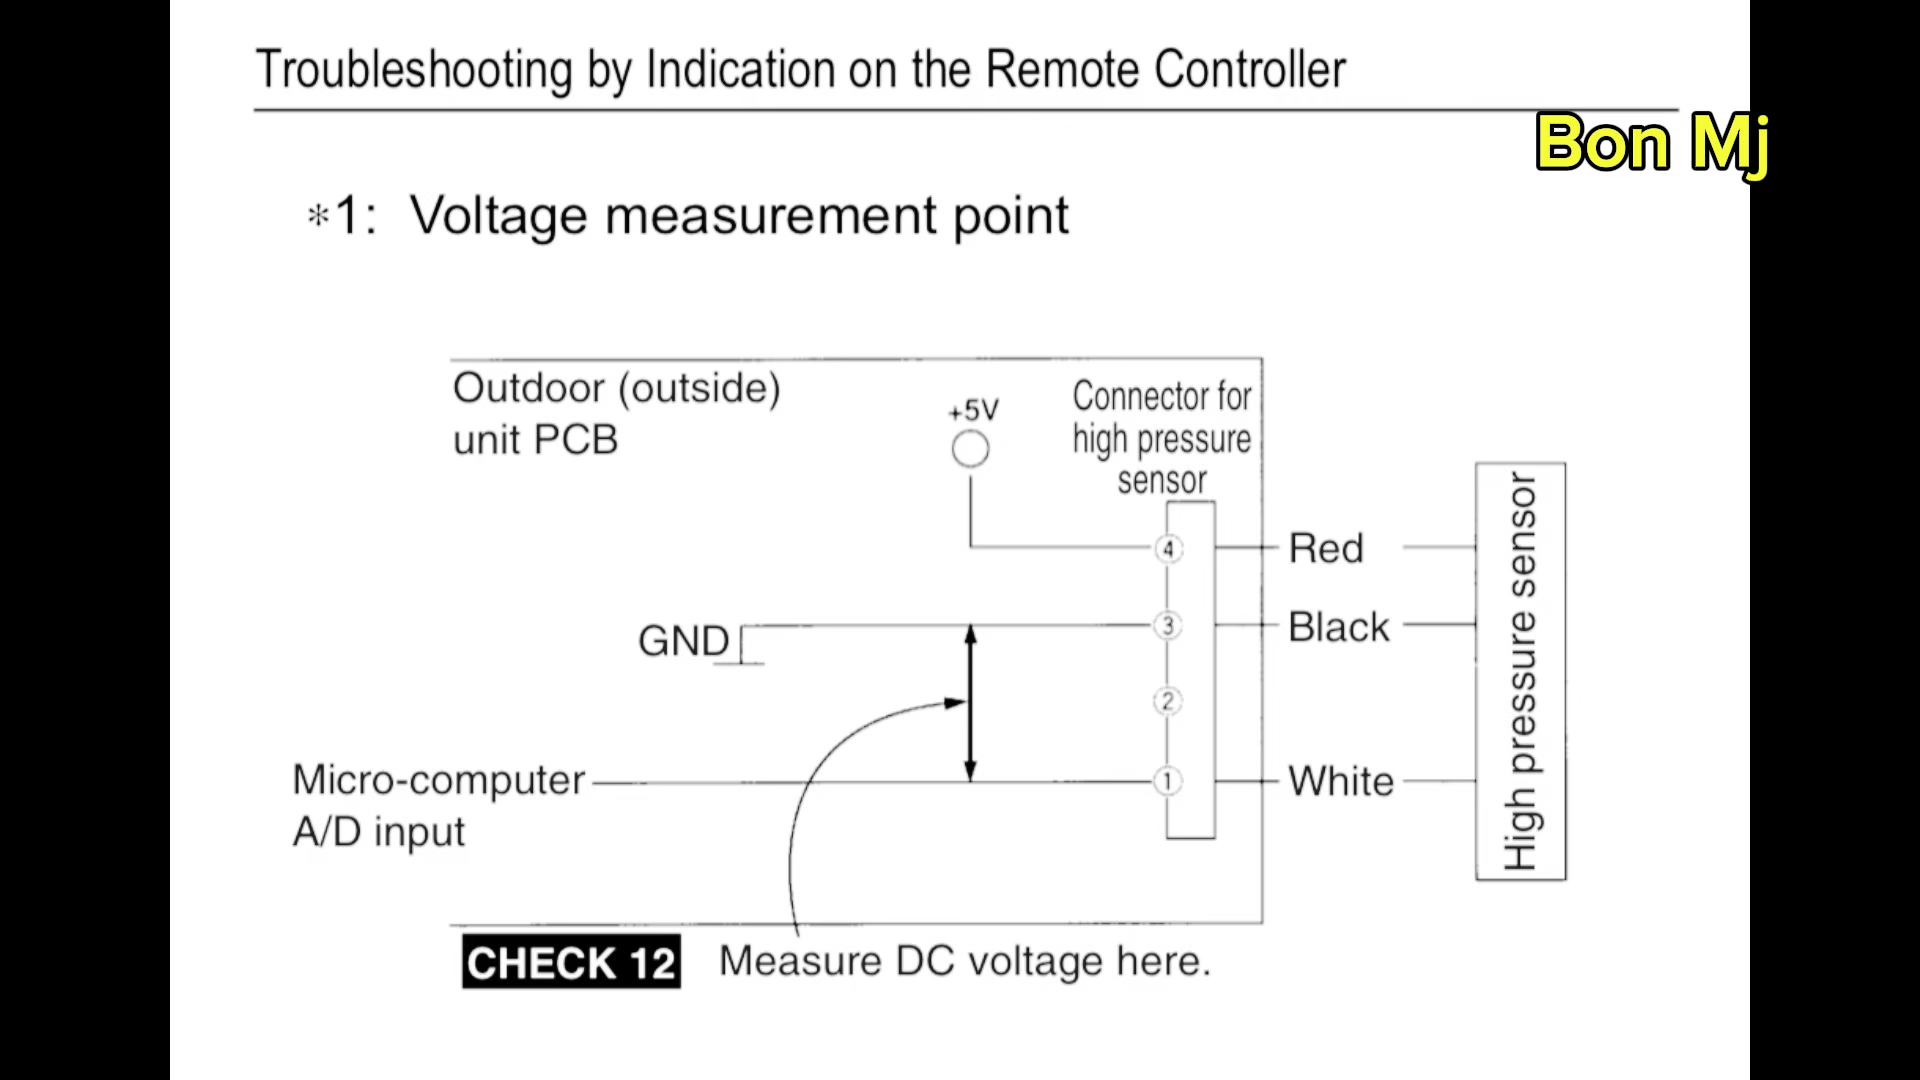 Troubleshooting by Indication on the Remote Controller
Bon Mj
*1: Voltage measurement point
Outdoor (outside)
unit PCB
+5V
Connector for
high pressure
sensor
4
Red
3
Black
GND
2
1
White
Micro-computer
A/D input
High pressure sensor
CHECK 12 Measure DC voltage here.